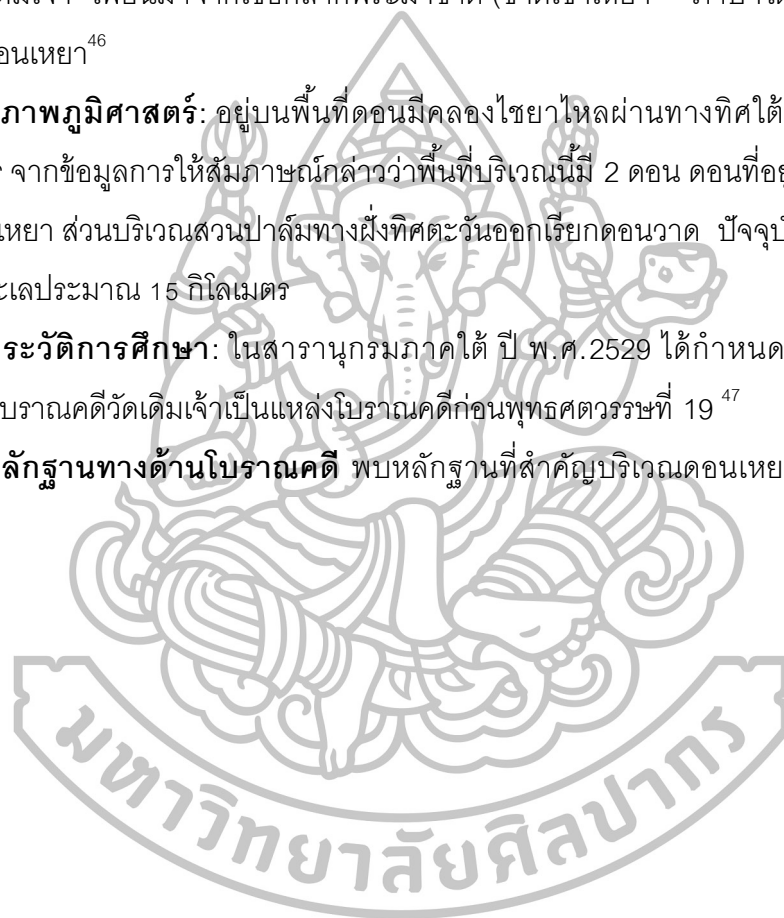 อนเหยา46
ภาพภูมิศาสตร์: อยู่บนพื้นที่ดอนมีคลองไชยาไหลผ่านทางทิศใต้
จากข้อมูลการให้สัมภาษณ์กล่าวว่าพื้นที่บริเวณนี้มี 2 ดอน ดอนที่อยู่
เหยา ส่วนบริเวณสวนปาล์มทางฝั่งทิศตะวันออกเรียกดอนวาด ปัจจุบั
ะเลประมาณ 15 กิโลเมตร
ระวัติการศึกษา: ในสารานุกรมภาคใต้ ปี พ.ศ.2529 ได้กำหนด
บราณคดีวัดเดิมเจ้าเป็นแหล่งโบราณคดีก่อนพุทธศตวรรษที่ 19 47
ลักฐานทางด้านโบราณคดี พบหลักฐานที่สำคัญบริเวณดอนเหย
มหาวิทยาลัยศิลปากร